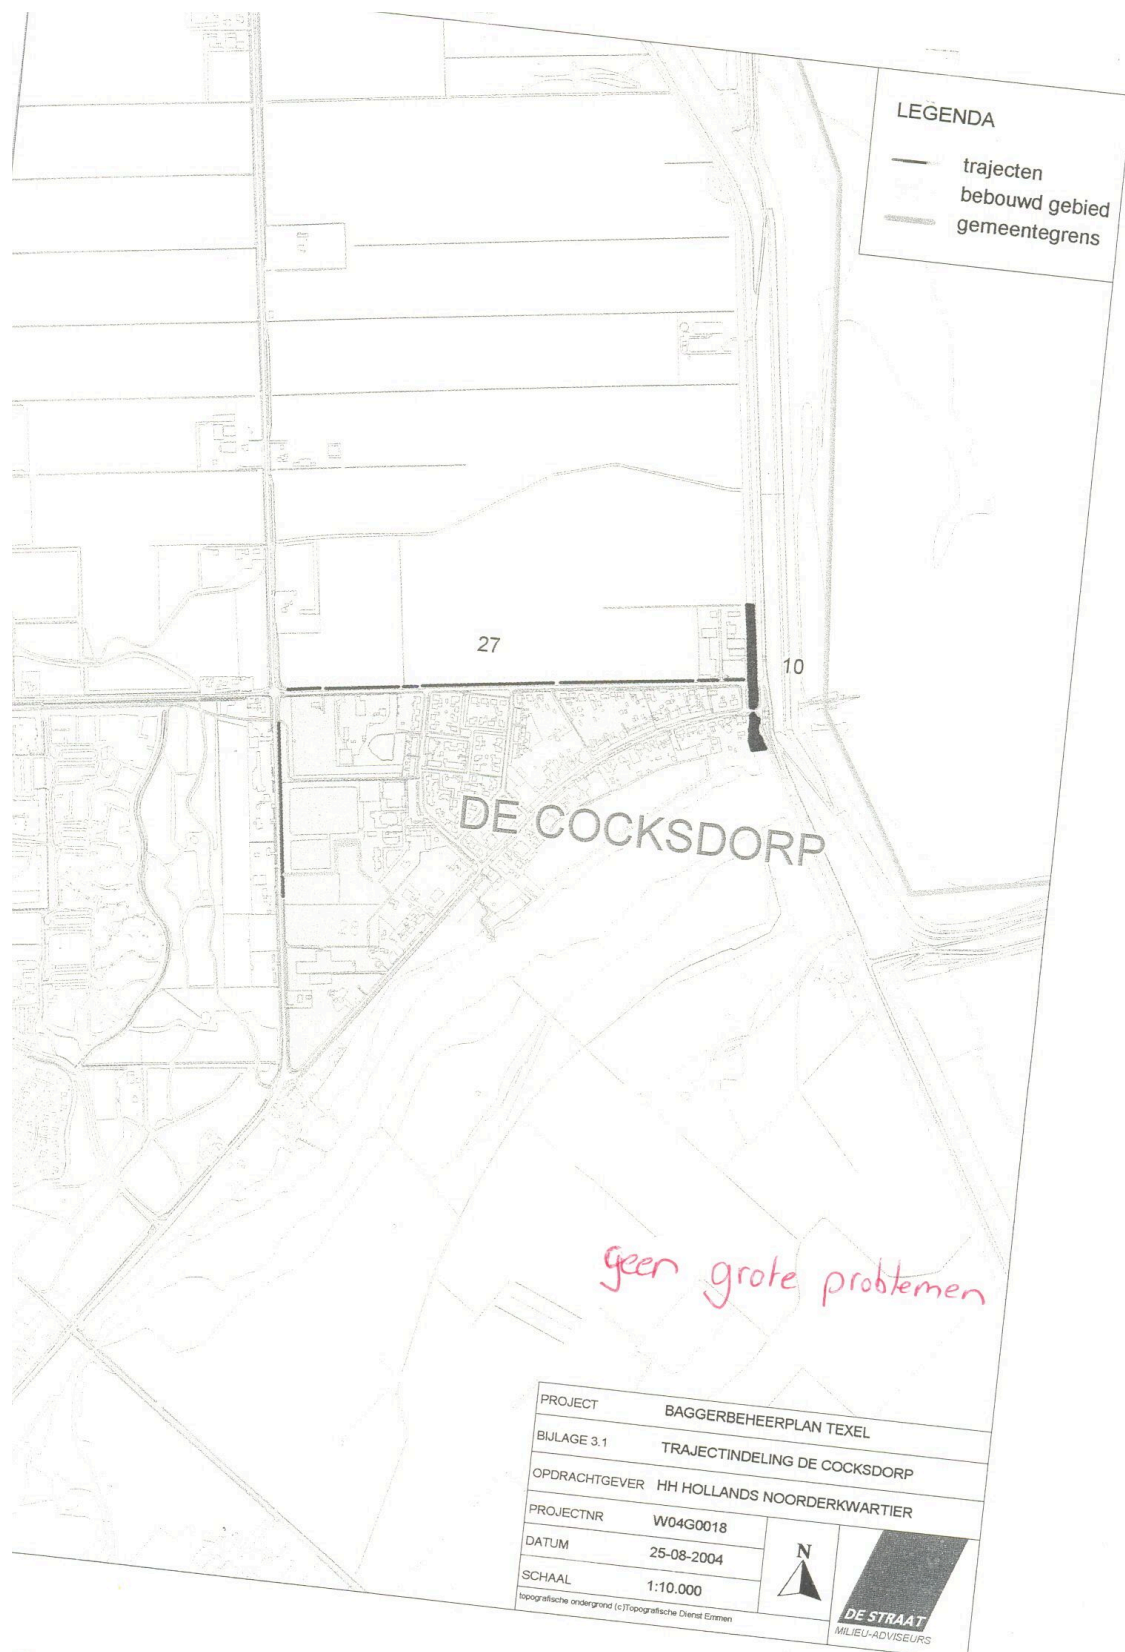 LEGENDA
trajecten
bebouwd gebied
gemeentegrens
27
10
DE COCKSDORP
geen grote problemen
PROJECT BAGGERBEHEERPLAN TEXEL
BIJLAGE 3.1 TRAJECTINDELING DE COCKSDORP
OPDRACHTGEVER HH HOLLANDS NOORDERKWARTIER
PROJECTNR W04G0018
DATUM 25-08-2004
SCHAAL 1:10.000
N
topografische ondergrond (c)Topografische Dienst Emmen
DE STRAAT
MILIEU-ADVISEURS